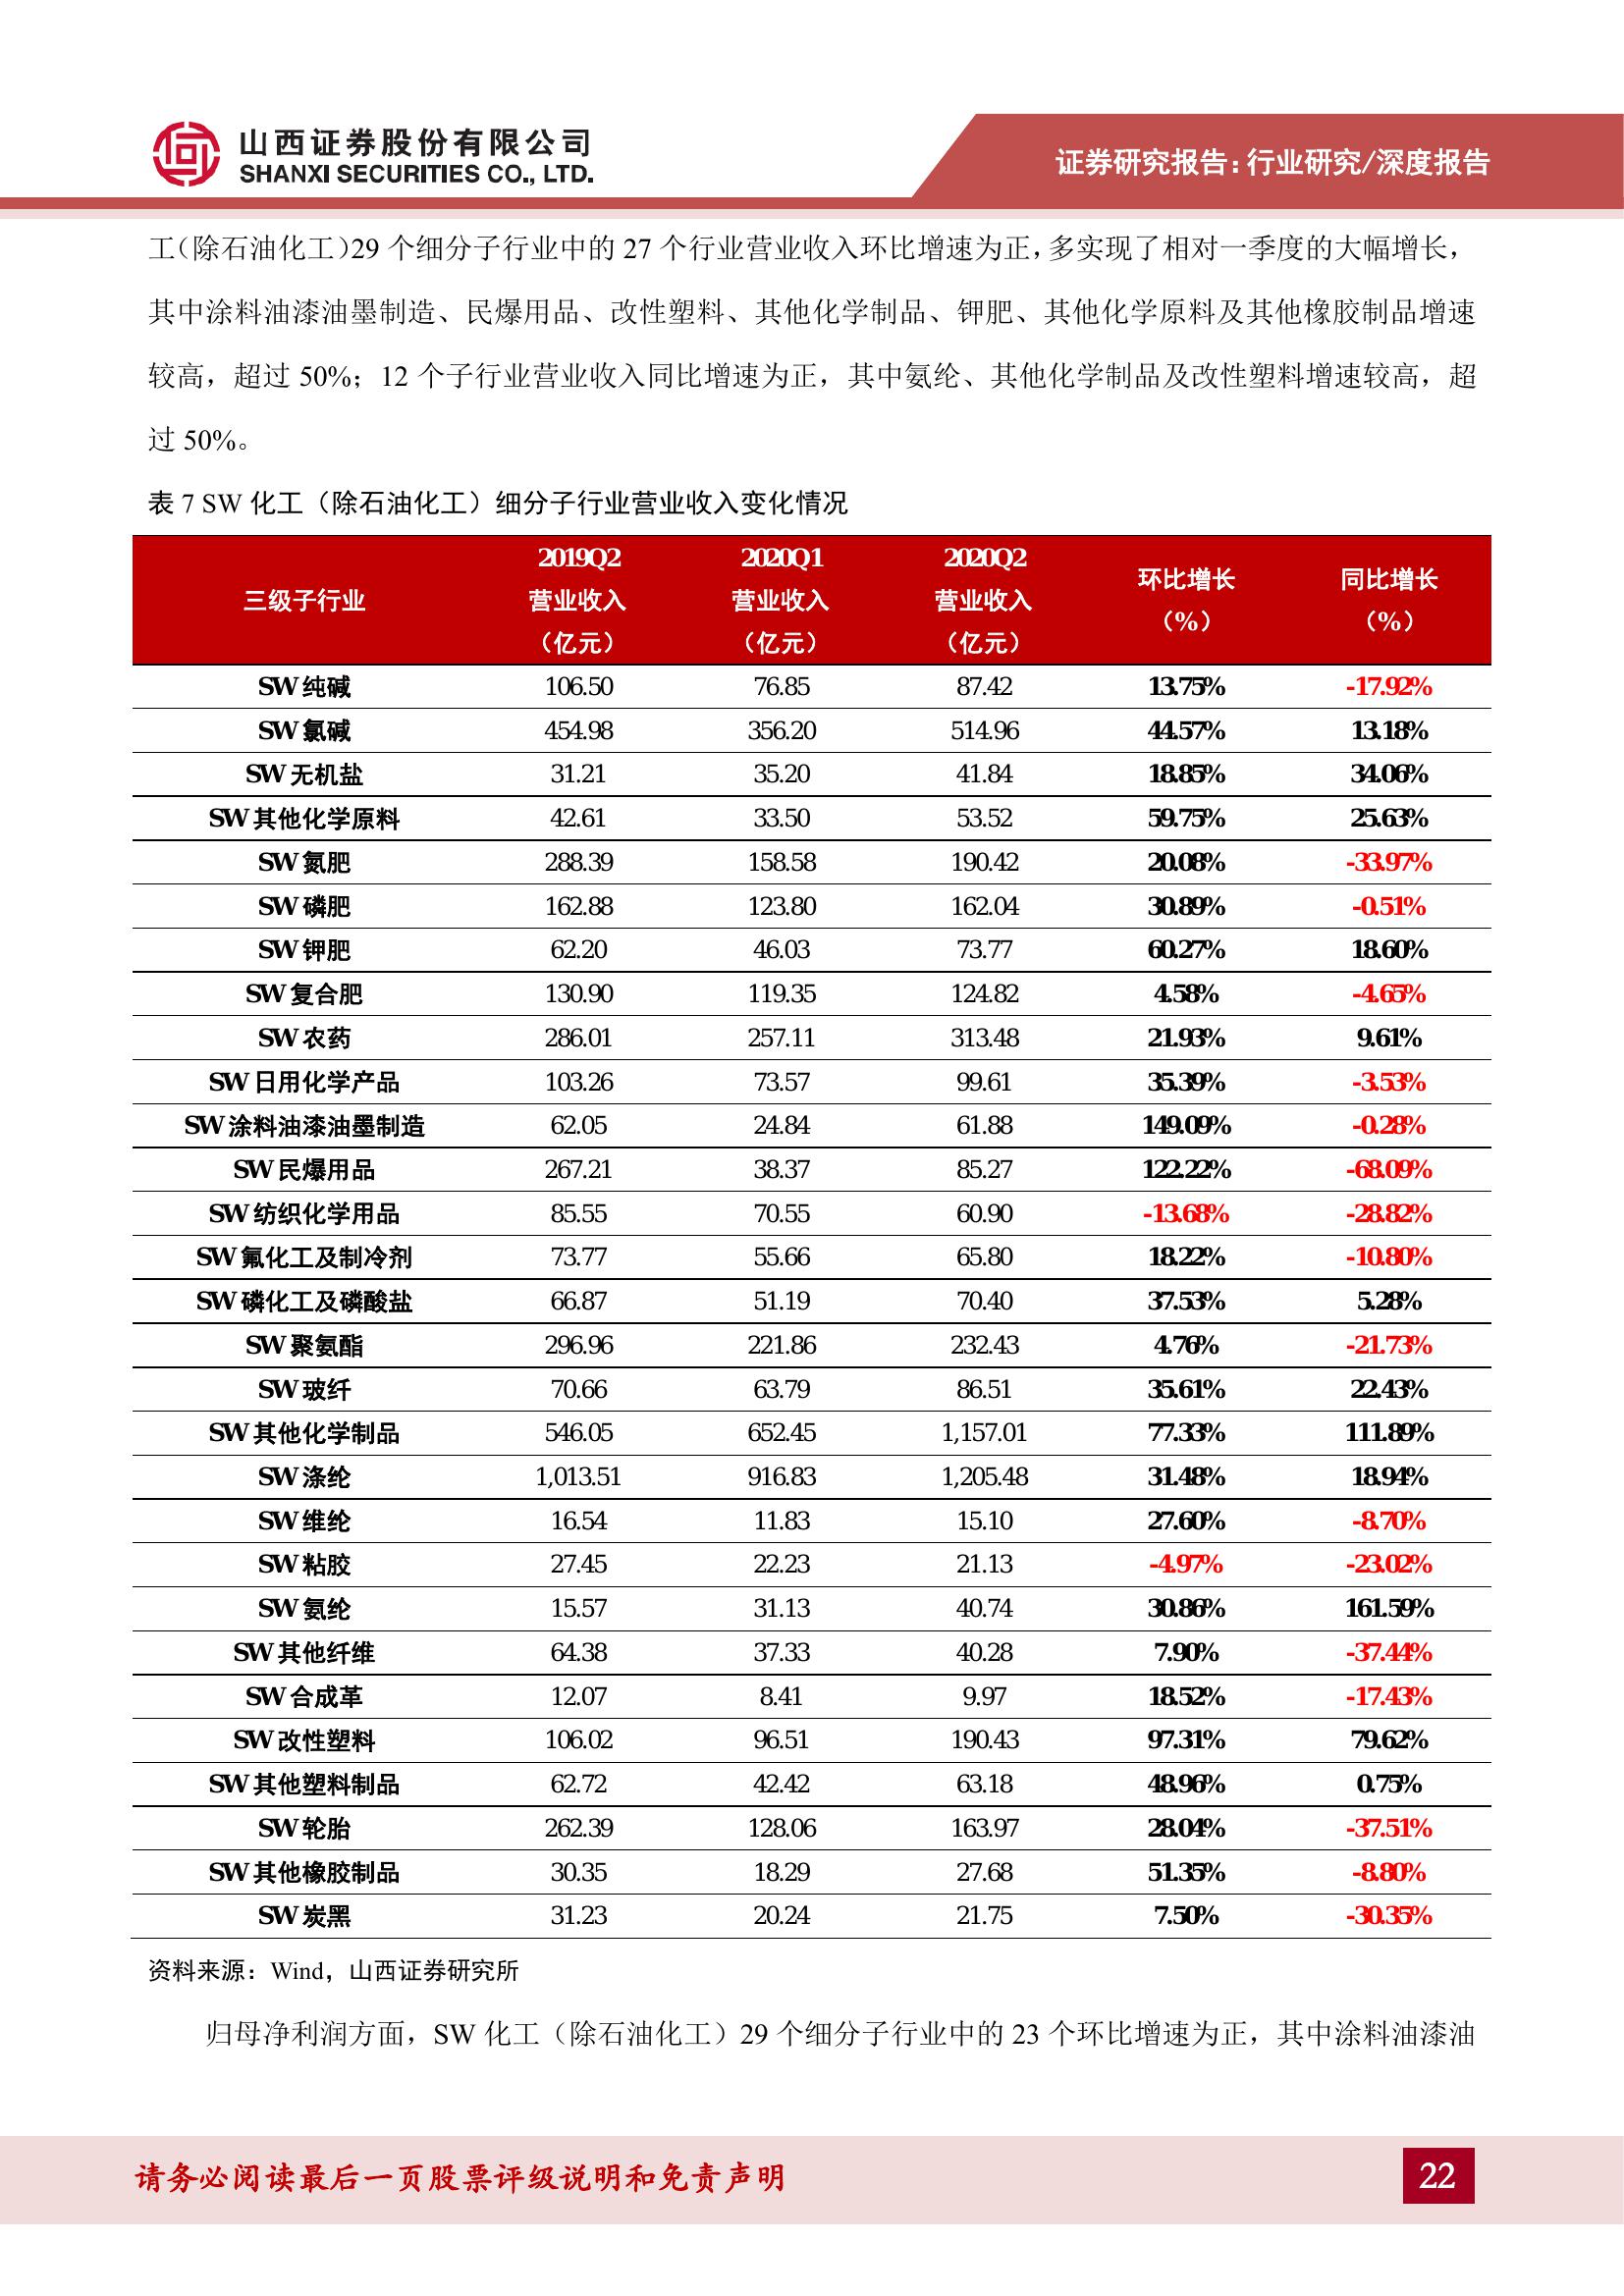 山西证券股份有限公司
SHANXI SECURITIES CO., LTD.
证券研究报告:行业研究/深度报告
工（除石油化工）29 个细分子行业中的 27 个行业营业收入环比增速为正，多实现了相对一季度的大幅增长，
其中涂料油漆油墨制造、民爆用品、改性塑料、其他化学制品、钾肥、其他化学原料及其他橡胶制品增速
较高，超过 50%；12 个子行业营业收入同比增速为正，其中氨纶、其他化学制品及改性塑料增速较高，超
过 50%。
表 7 SW 化工（除石油化工）细分子行业营业收入变化情况
三级子行业 2019Q2 营业收入 （亿元） 2020Q1 营业收入 （亿元） 2020Q2 营业收入 （亿元） 环比增长 （%） 同比增长 （%）
SW 纯碱 106.50 76.85 87.42 13.75% -17.92%
SW 氯碱 454.98 356.20 514.96 44.57% 13.18%
SW 无机盐 31.21 35.20 41.84 18.85% 34.06%
SW 其他化学原料 42.61 33.50 53.52 59.75% 25.63%
SW 氮肥 288.39 158.58 190.42 20.08% -33.97%
SW 磷肥 162.88 123.80 162.04 30.89% -0.51%
SW 钾肥 62.20 46.03 73.77 60.27% 18.60%
SW 复合肥 130.90 119.35 124.82 4.58% -4.65%
SW 农药 286.01 257.11 313.48 21.93% 9.61%
SW 日用化学产品 103.26 73.57 99.61 35.39% -3.53%
SW 涂料油漆油墨制造 62.05 24.84 61.88 149.09% -0.28%
SW 民爆用品 267.21 38.37 85.27 122.22% -68.09%
SW 纺织化学用品 85.55 70.55 60.90 -13.68% -28.82%
SW 氟化工及制冷剂 73.77 55.66 65.80 18.22% -10.80%
SW 磷化工及磷酸盐 66.87 51.19 70.40 37.53% 5.28%
SW 聚氨酯 296.96 221.86 232.43 4.76% -21.73%
SW 玻纤 70.66 63.79 86.51 35.61% 22.43%
SW 其他化学制品 546.05 652.45 1,157.01 77.33% 111.89%
SW 涤纶 1,013.51 916.83 1,205.48 31.48% 18.94%
SW 维纶 16.54 11.83 15.10 27.60% -8.70%
SW 粘胶 27.45 22.23 21.13 -4.97% -23.02%
SW 氨纶 15.57 31.13 40.74 30.86% 161.59%
SW 其他纤维 64.38 37.33 40.28 7.90% -37.44%
SW 合成革 12.07 8.41 9.97 18.52% -17.43%
SW 改性塑料 106.02 96.51 190.43 97.31% 79.62%
SW 其他塑料制品 62.72 42.42 63.18 48.96% 0.75%
SW 轮胎 262.39 128.06 163.97 28.04% -37.51%
SW 其他橡胶制品 30.35 18.29 27.68 51.35% -8.80%
SW 炭黑 31.23 20.24 21.75 7.50% -30.35%
资料来源：Wind，山西证券研究所
归母净利润方面，SW 化工（除石油化工）29 个细分子行业中的 23 个环比增速为正，其中涂料油漆油
请务必阅读最后一页股票评级说明和免责声明
22